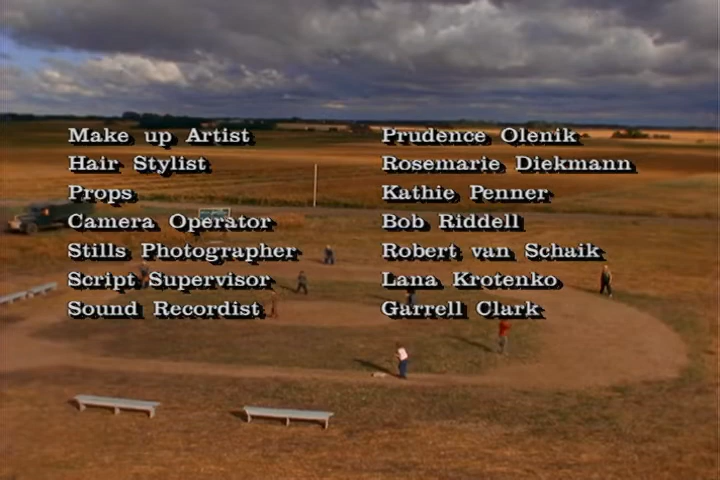 Make up Artist Prudence Olenik
Hair Stylist Rosemarie Diekmann
Props Kathie Penner
Camera Operator Bob Riddell
Stills Photographer Robert van Schaik
Script Supervisor Lana Krotenko
Sound Recordist Garrell Clark